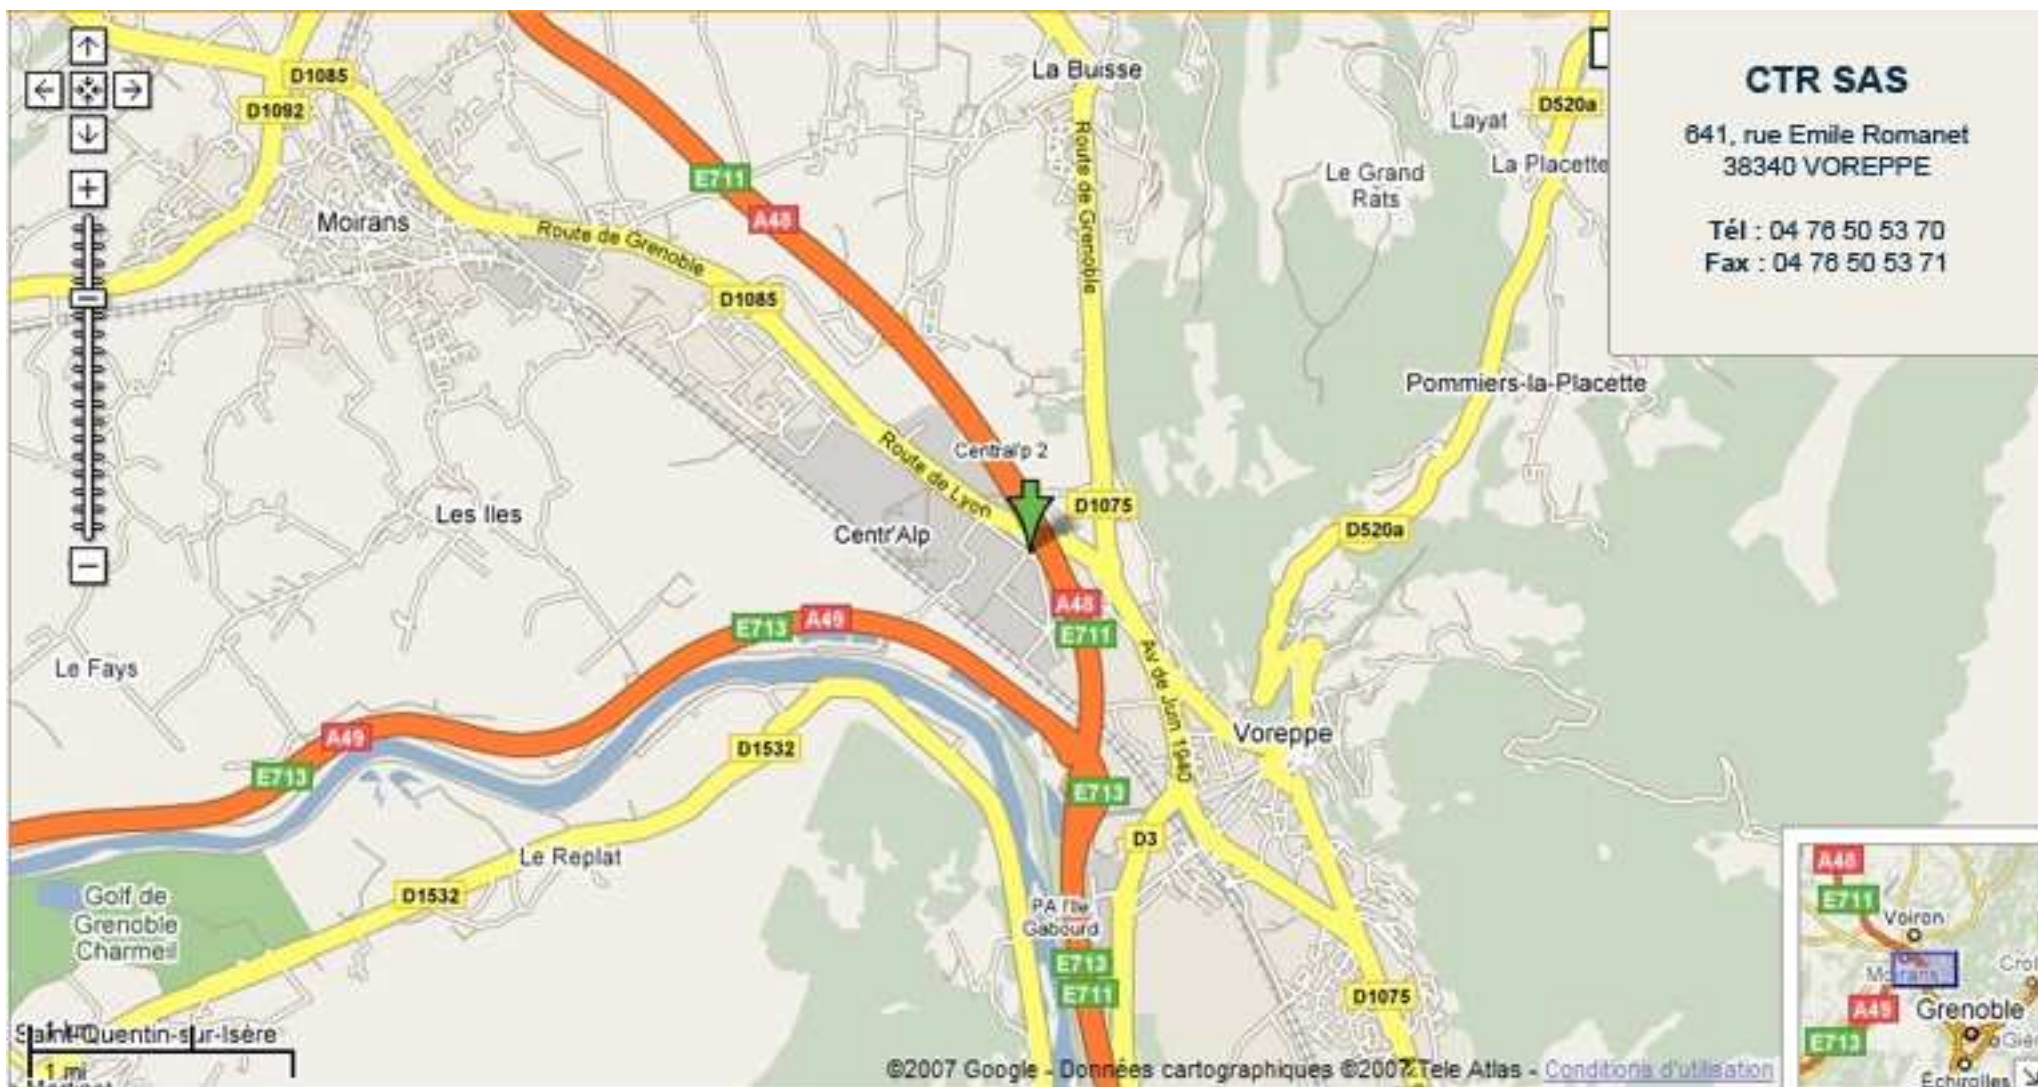 CTR SAS
641, rue Emile Romanet
38340 VOREPPE
Tél : 04 76 50 53 70
Fax : 04 76 50 53 71
La Buisse
D1085
D1092
D520a
Layat
La Placette
Le Grand
Râts
E711
A48
Moirans
Route de Grenoble
Route de Grenoble
D1085
Pommiers-la-Placette
Centralp 2
Route de Lyon
D1075
Les Iles
Centr'Alp
D520a
A48
E711
E713
A49
Le Fays
Av de Juin 1940
Voreppe
A49
E713
D1532
E713
D3
Le Replat
D1532
Golf de
Grenoble
Charmeil
PA l'Ile
Gabourd
E713
E711
D1075
Saint-Quentin-sur-Isère
1 km
1 mi
A48
E711
Voiron
Moirans
A49
Grenoble
E713
Échirolles
©2007 Google - Données cartographiques ©2007 Tele Atlas - Conditions d'utilisation